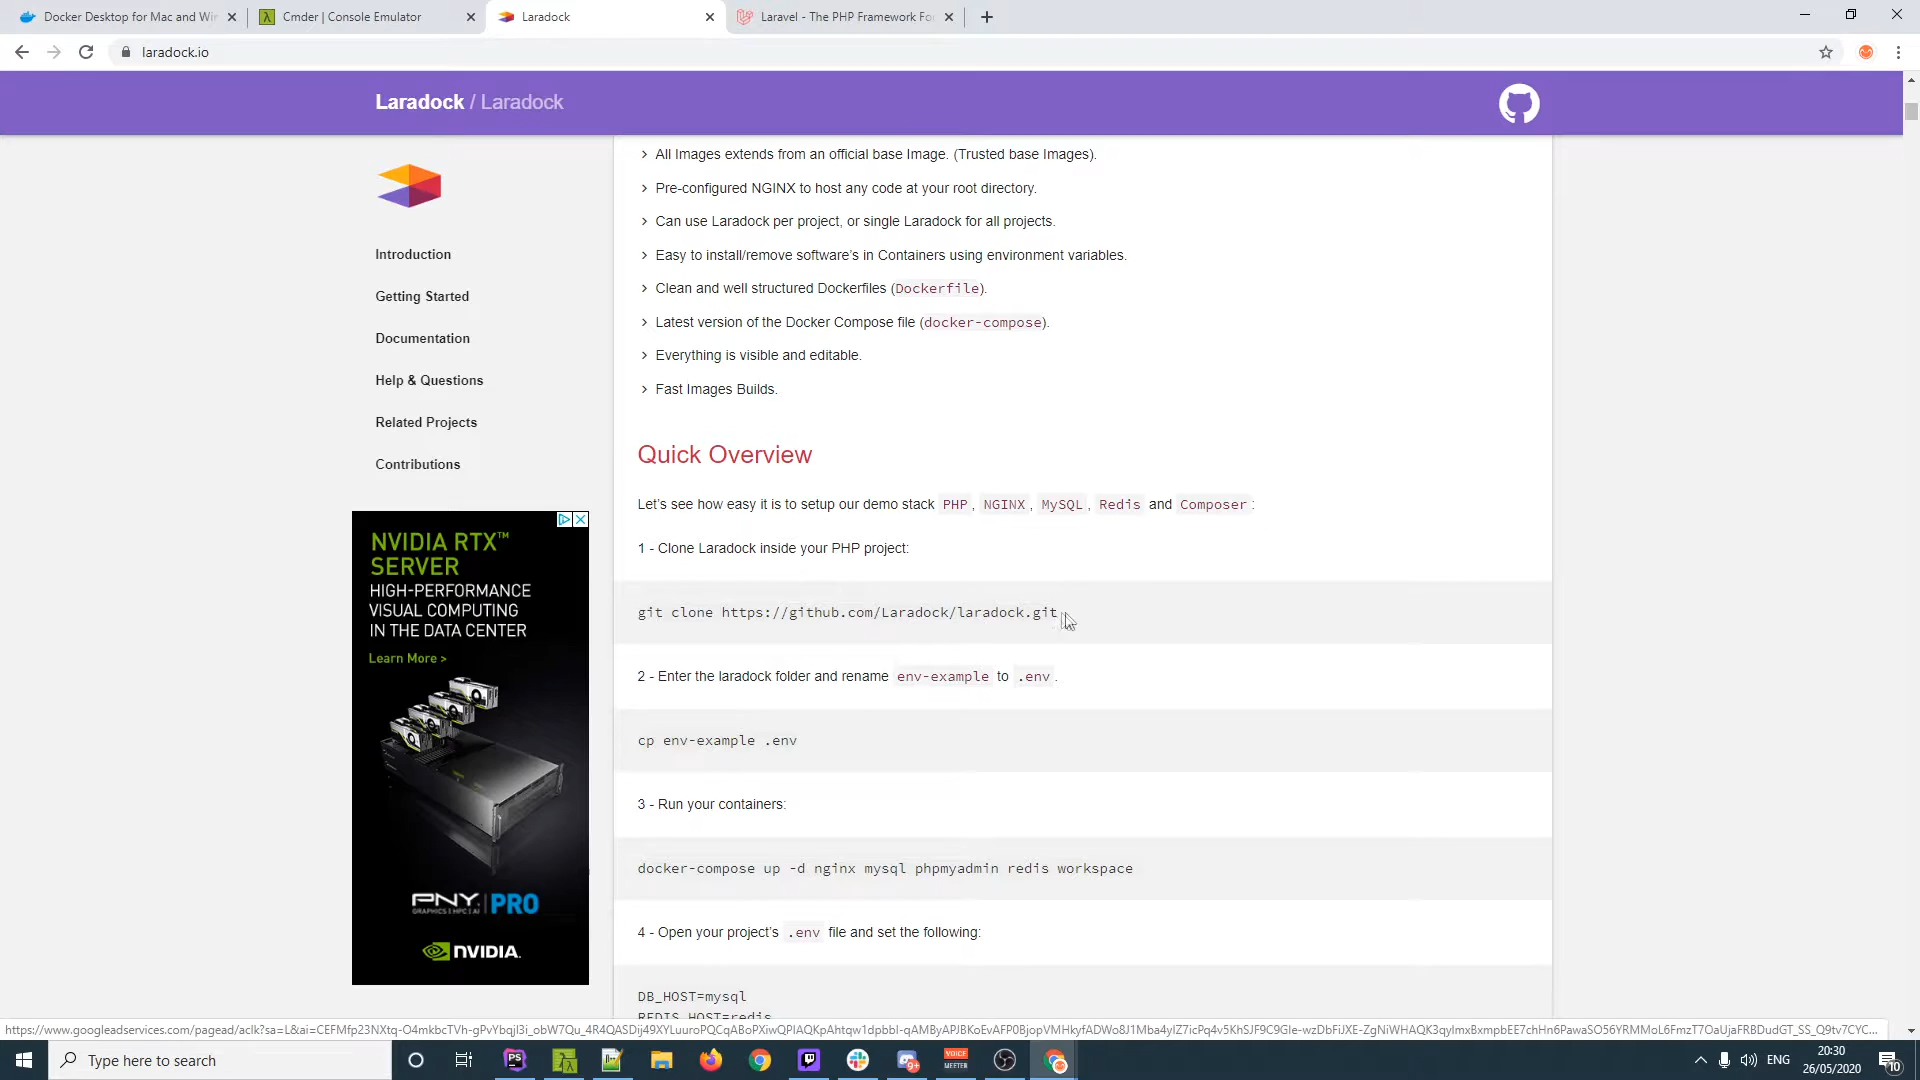 Docker Desktop for Mac and Wi
Cmder | Console Emulator
Laradock
Laravel - The PHP Framework Fo
laradock.io
Laradock / Laradock
Introduction
Getting Started
Documentation
Help & Questions
Related Projects
Contributions
NVIDIA RTX™
SERVER
HIGH-PERFORMANCE
VISUAL COMPUTING
IN THE DATA CENTER
Learn More >
PNY PRO
GRAPHICS | HPC | AI
NVIDIA.
All Images extends from an official base Image. (Trusted base Images).
Pre-configured NGINX to host any code at your root directory.
Can use Laradock per project, or single Laradock for all projects.
Easy to install/remove software’s in Containers using environment variables.
Clean and well structured Dockerfiles (Dockerfile).
Latest version of the Docker Compose file (docker-compose).
Everything is visible and editable.
Fast Images Builds.
Quick Overview
Let’s see how easy it is to setup our demo stack PHP, NGINX, MySQL, Redis and Composer:
1 - Clone Laradock inside your PHP project:
git clone https://github.com/Laradock/laradock.git
2 - Enter the laradock folder and rename env-example to .env.
cp env-example .env
3 - Run your containers:
docker-compose up -d nginx mysql phpmyadmin redis workspace
4 - Open your project’s .env file and set the following:
DB_HOST=mysql
REDIS_HOST=redis
Type here to search
PS
9+
VOICE
MEETER
ENG
20:30
26/05/2020
10